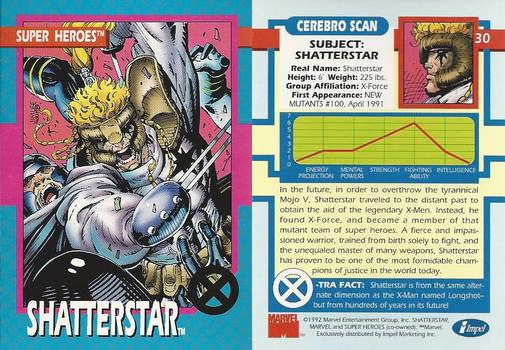 SUPER HEROES™
SHATTERSTAR™
CEREBRO SCAN
30
SUBJECT:
SHATTERSTAR
Real Name: Shatterstar
Height: 6' Weight: 225 lbs.
Group Affiliation: X-Force
First Appearance: NEW
MUTANTS #100, April 1991
7
6
5
4
3
2
1
0
ENERGY PROJECTION
MENTAL POWERS
STRENGTH
FIGHTING ABILITY
INTELLIGENCE
In the future, in order to overthrow the tyrannical
Mojo V, Shatterstar traveled to the distant past to
obtain the aid of the legendary X-Men. Instead, he
found X-Force, and became a member of that
mutant team of super heroes. A fierce and impas-
sioned warrior, trained from birth solely to fight, and
the unequaled master of many weapons, Shatterstar
has proven to be one of the most formidable champi-
ons of justice in the world today.
X-TRA FACT: Shatterstar is from the same alter-
nate dimension as the X-Man named Longshot–
but from hundreds of years in its future!
MARVEL
©1992 Marvel Entertainment Group, Inc. SHATTERSTAR,
MARVEL and SUPER HEROES (co-owned): ™Marvel.
Exclusively distributed by Impel Marketing Inc.
Impel